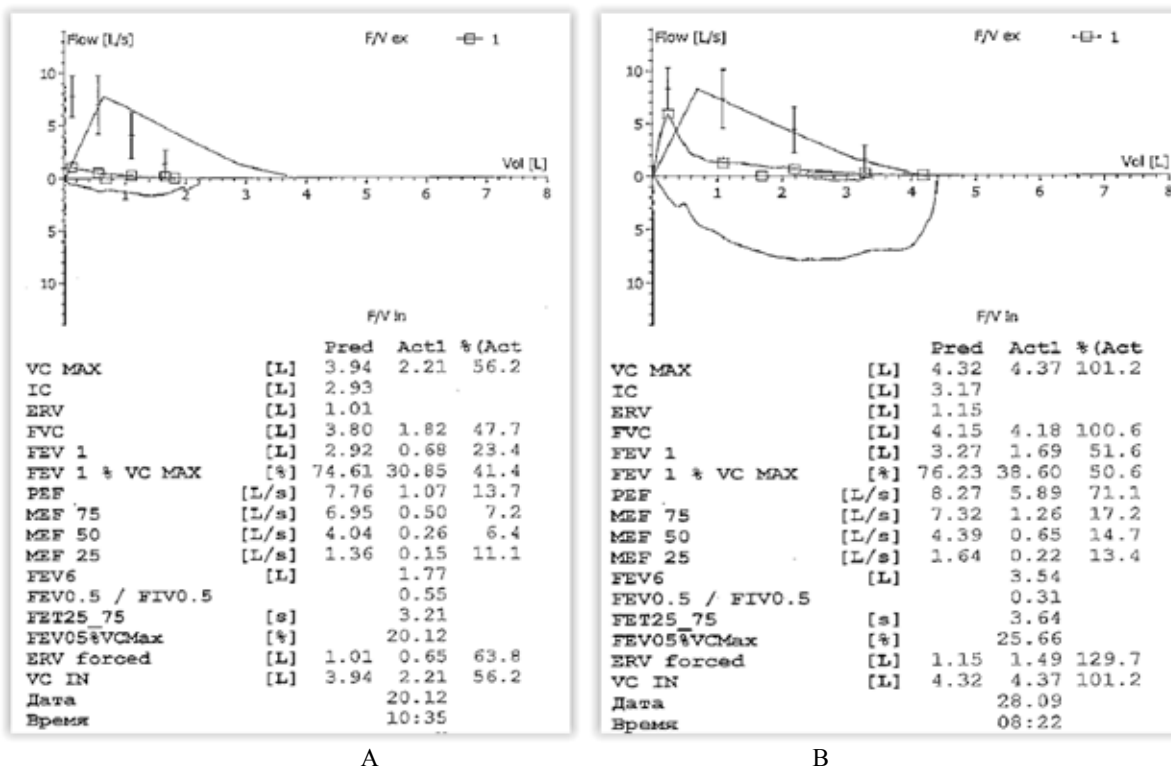 Flow [L/s]
F/V ex
1
10
5
Vol [L]
0
1 2 3 4 5 6 7 8
5
10
F/V in
Pred Act1 %(Act
VC MAX [L] 3.94 2.21 56.2
IC [L] 2.93
ERV [L] 1.01
FVC [L] 3.80 1.82 47.7
FEV 1 [L] 2.92 0.68 23.4
FEV 1 % VC MAX [%] 74.61 30.85 41.4
PEF [L/s] 7.76 1.07 13.7
MEF 75 [L/s] 6.95 0.50 7.2
MEF 50 [L/s] 4.04 0.26 6.4
MEF 25 [L/s] 1.36 0.15 11.1
FEV6 [L] 1.77
FEV0.5 / FIV0.5 0.55
FET25_75 [s] 3.21
FEV05%VCMax [%] 20.12
ERV forced [L] 1.01 0.65 63.8
VC IN [L] 3.94 2.21 56.2
Дата 20.12
Время 10:35
A
Flow [L/s]
F/V ex
1
10
5
Vol [L]
0
1 2 3 4 5 6 7 8
5
10
F/V in
Pred Act1 %(Act
VC MAX [L] 4.32 4.37 101.2
IC [L] 3.17
ERV [L] 1.15
FVC [L] 4.15 4.18 100.6
FEV 1 [L] 3.27 1.69 51.6
FEV 1 % VC MAX [%] 76.23 38.60 50.6
PEF [L/s] 8.27 5.89 71.1
MEF 75 [L/s] 7.32 1.26 17.2
MEF 50 [L/s] 4.39 0.65 14.7
MEF 25 [L/s] 1.64 0.22 13.4
FEV6 [L] 3.54
FEV0.5 / FIV0.5 0.31
FET25_75 [s] 3.64
FEV05%VCMax [%] 25.66
ERV forced [L] 1.15 1.49 129.7
VC IN [L] 4.32 4.37 101.2
Дата 28.09
Время 08:22
B